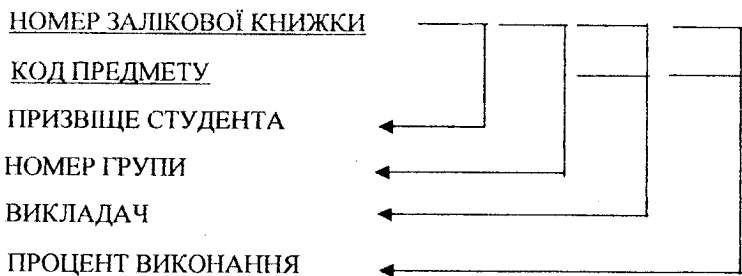 НОМЕР ЗАЛІКОВОЇ КНИЖКИ
КОД ПРЕДМЕТУ
ПРИЗВІЩЕ СТУДЕНТА
НОМЕР ГРУПИ
ВИКЛАДАЧ
ПРОЦЕНТ ВИКОНАННЯ